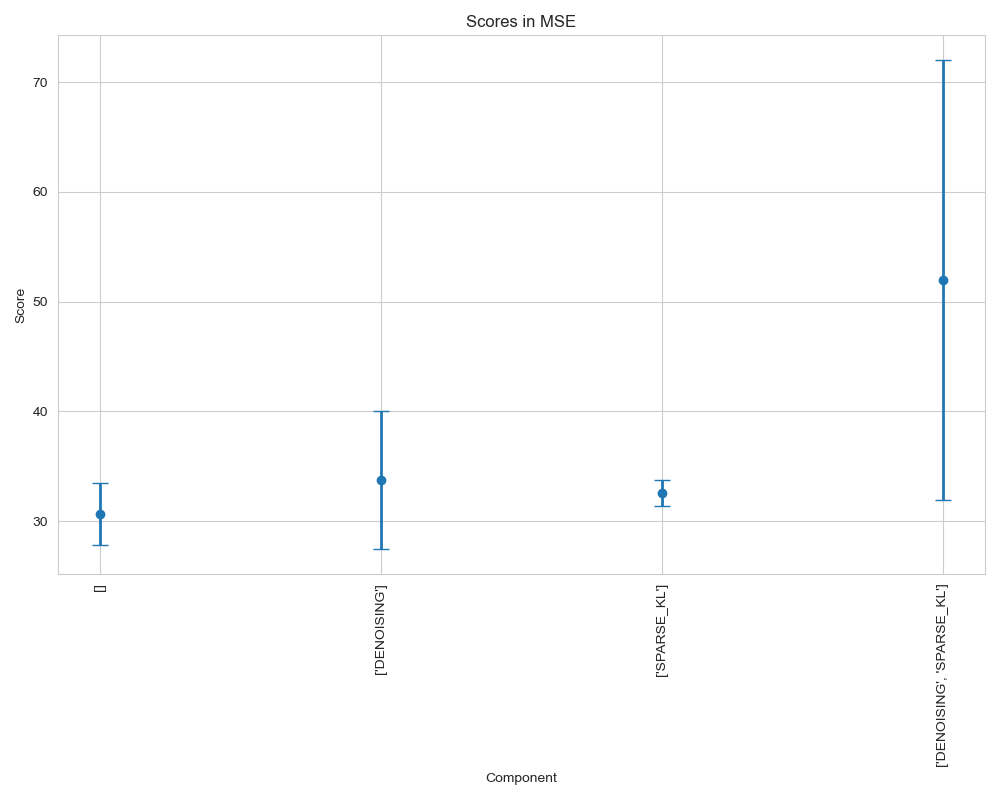 Scores in MSE
Score
70
60
50
40
30
[]
['DENOISING']
['SPARSE_KL']
['DENOISING', 'SPARSE_KL']
Component